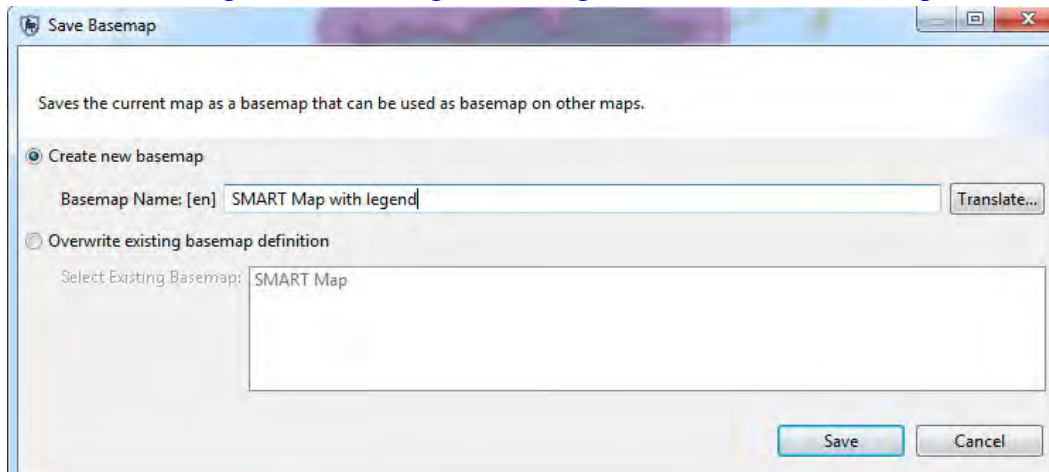 Save Basemap
Saves the current map as a basemap that can be used as basemap on other maps.
Create new basemap
Basemap Name: [en] SMART Map with legend Translate...
Overwrite existing basemap definition
Select Existing Basemap: SMART Map
Save Cancel